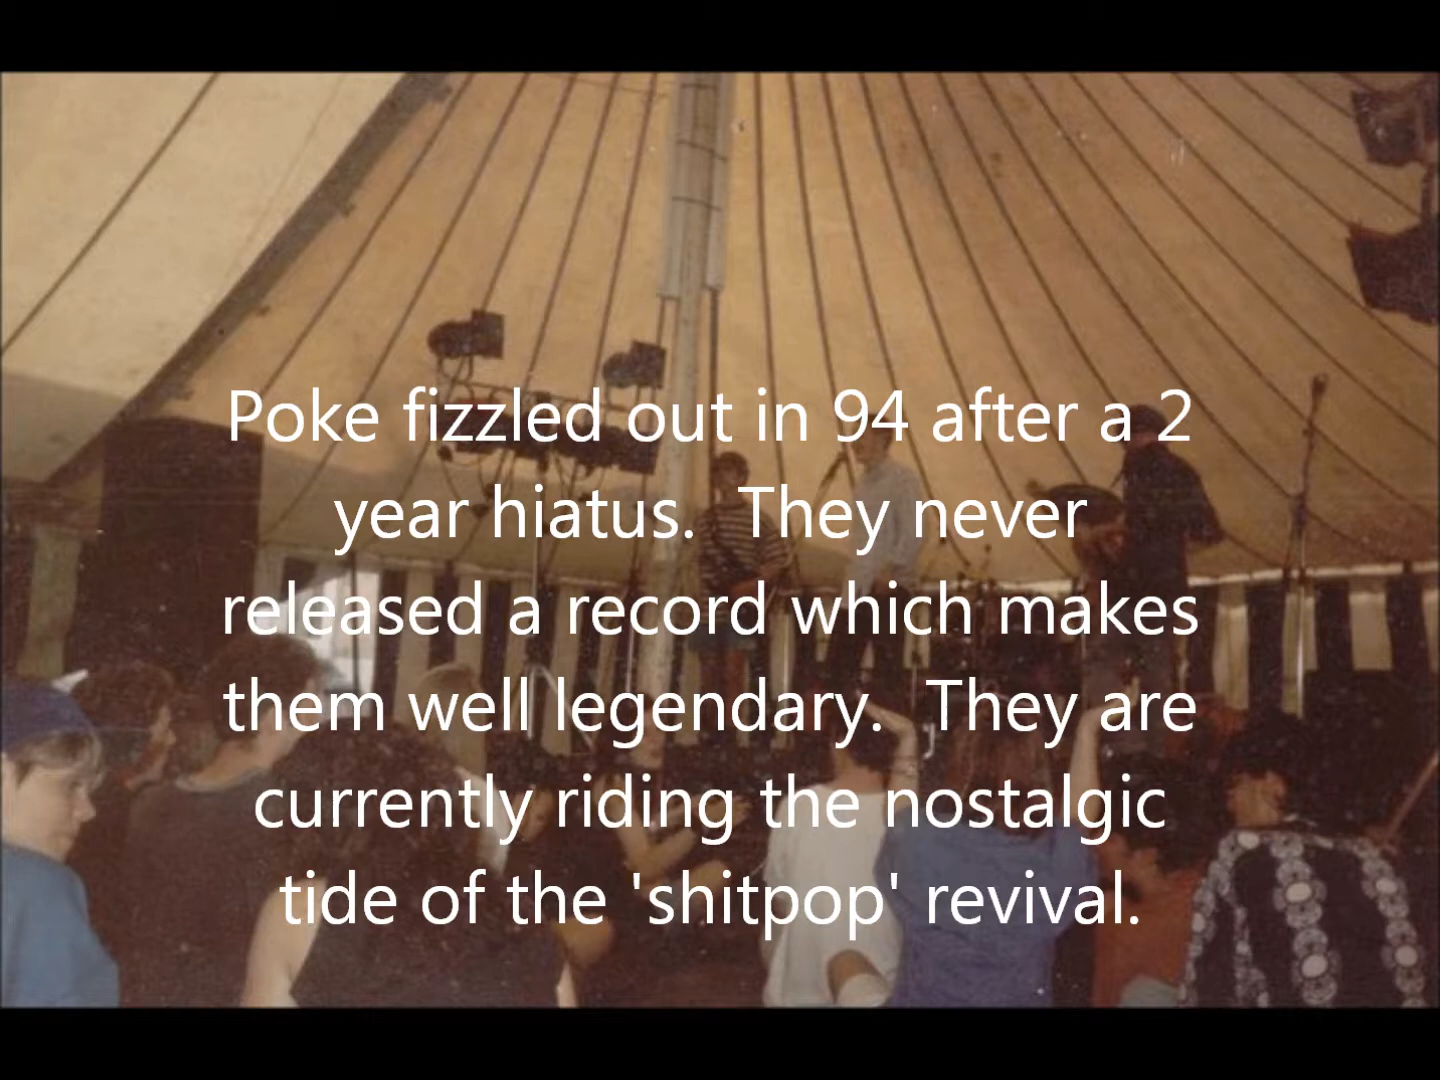 Poke fizzled out in 94 after a 2
year hiatus.  They never
released a record which makes
them well legendary.  They are
currently riding the nostalgic
tide of the 'shitpop' revival.